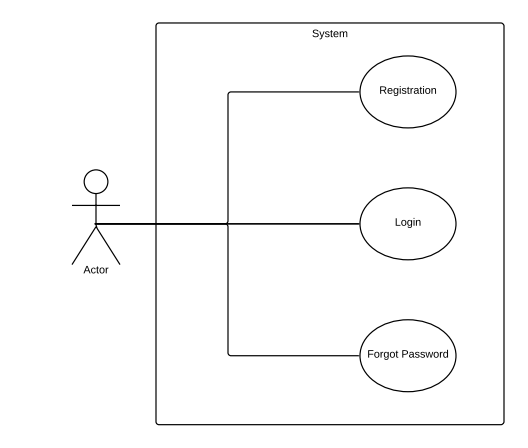 System
Registration
Login
Actor
Forgot Password